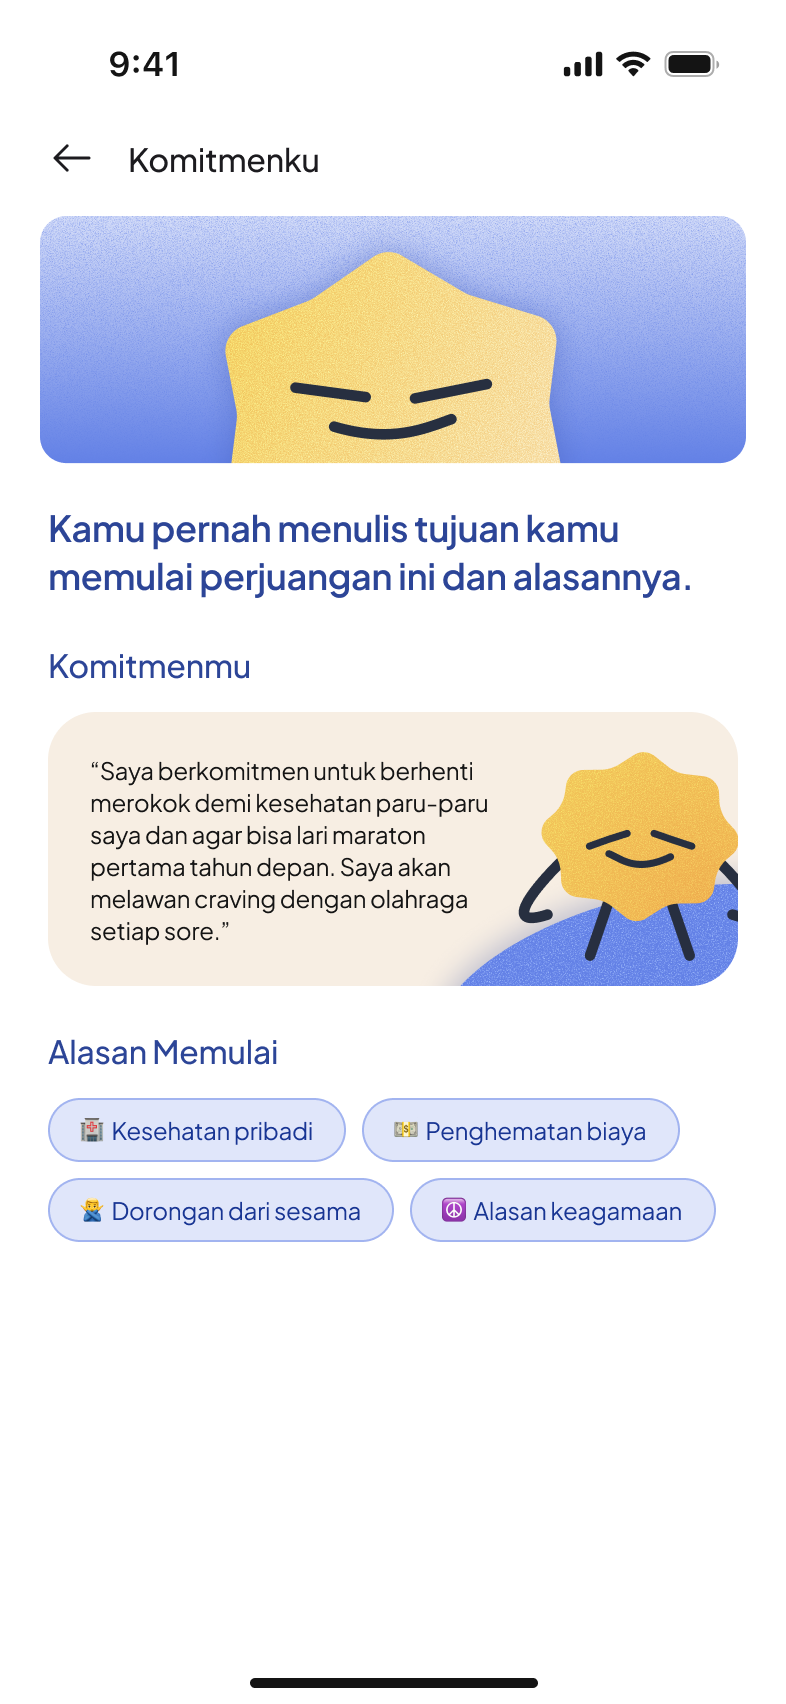 9:41
Komitmenku
Kamu pernah menulis tujuan kamu
memulai perjuangan ini dan alasannya.
Komitmenmu
“Saya berkomitmen untuk berhenti
merokok demi kesehatan paru-paru
saya dan agar bisa lari maraton
pertama tahun depan. Saya akan
melawan craving dengan olahraga
setiap sore.”
Alasan Memulai
🏥 Kesehatan pribadi
💵 Penghematan biaya
🙅‍♂️ Dorongan dari sesama
☮️ Alasan keagamaan